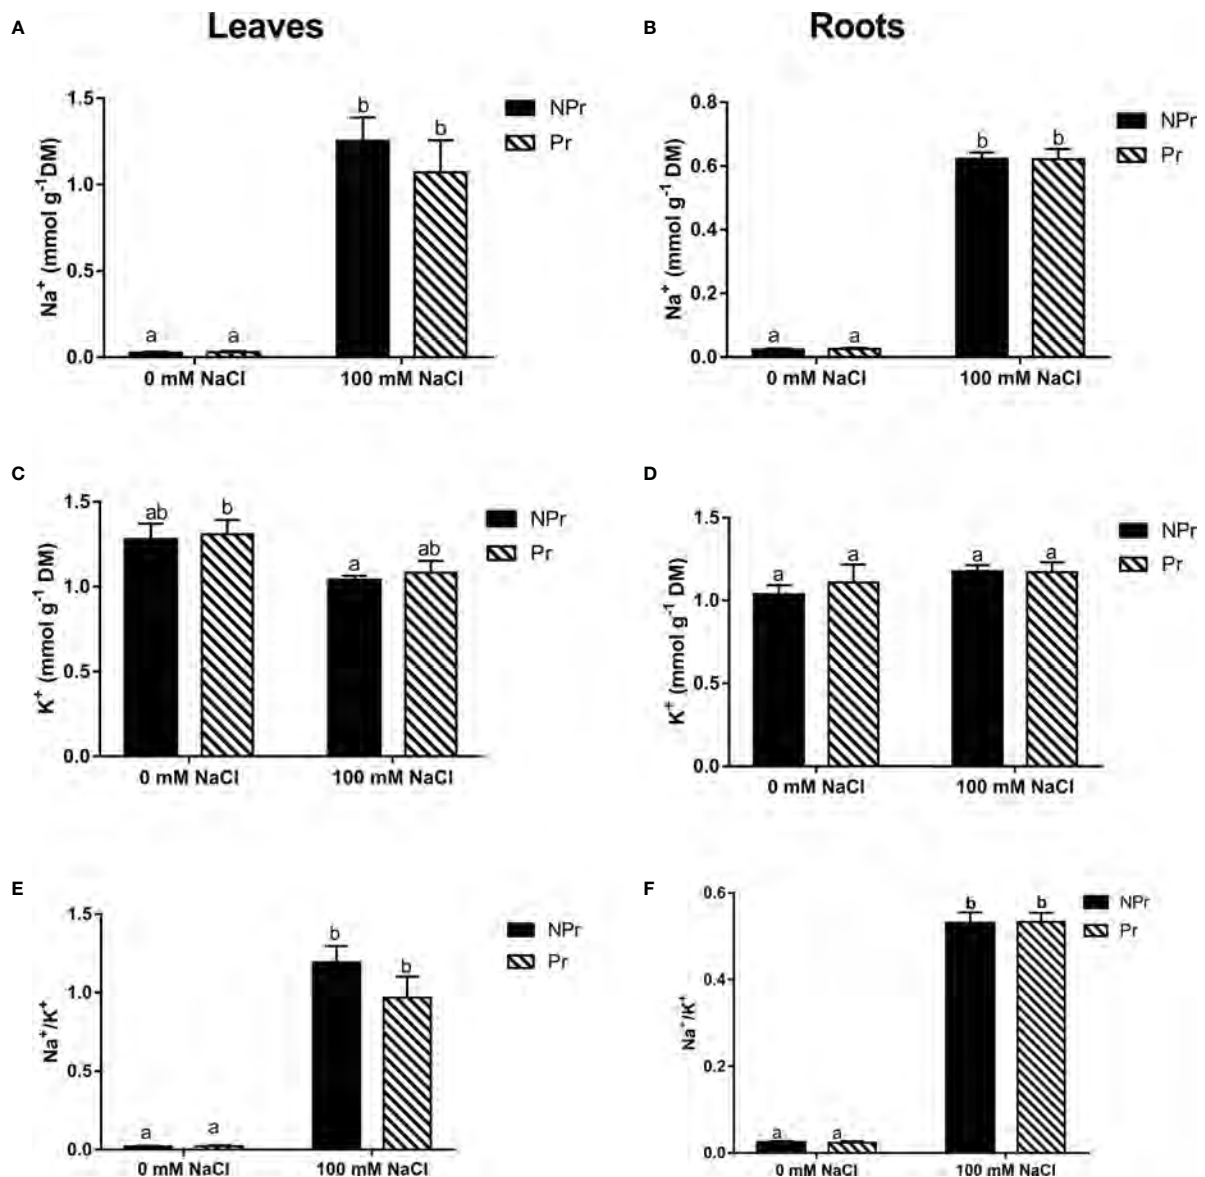 A Leaves B Roots
Na⁺ (mmol g⁻¹DM)
1.5
1.0
0.5
0.0
a a b b
0 mM NaCl 100 mM NaCl
NPr
Pr
Na⁺ (mmol g⁻¹ DM)
0.8
0.6
0.4
0.2
0.0
a a b b
0 mM NaCl 100 mM NaCl
NPr
Pr
C
K⁺ (mmol g⁻¹ DM)
1.5
1.0
0.5
0.0
ab b a ab
0 mM NaCl 100 mM NaCl
NPr
Pr
D
K⁺ (mmol g⁻¹ DM)
1.5
1.0
0.5
0.0
a a a a
0 mM NaCl 100 mM NaCl
NPr
Pr
E
Na⁺/K⁺
1.5
1.0
0.5
0.0
a a b b
0 mM NaCl 100 mM NaCl
NPr
Pr
F
Na⁺/K⁺
0.6
0.4
0.2
0.0
a a b b
0 mM NaCl 100 mM NaCl
NPr
Pr